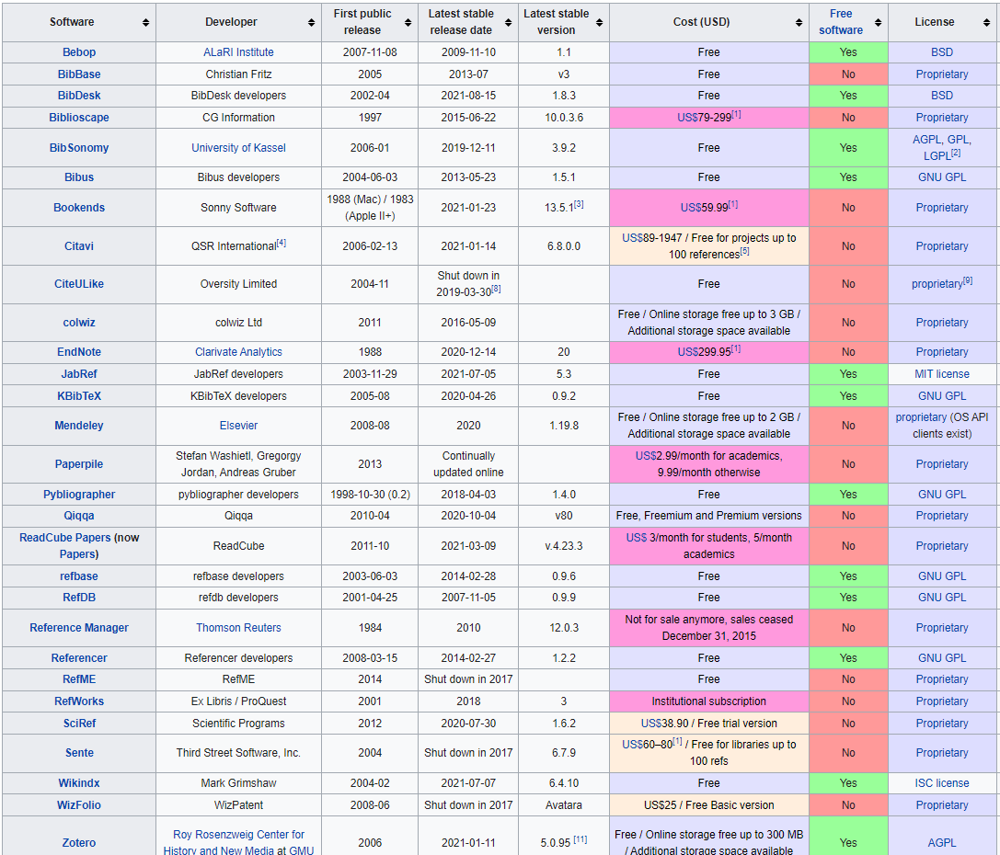 Software Developer First public release Latest stable release date Latest stable version Cost (USD) Free software License
Bebop ALaRI Institute 2007-11-08 2009-11-10 1.1 Free Yes BSD
BibBase Christian Fritz 2005 2013-07 v3 Free No Proprietary
BibDesk BibDesk developers 2002-04 2021-08-15 1.8.3 Free Yes BSD
Biblioscape CG Information 1997 2015-06-22 10.0.3.6 US$79-299[1] No Proprietary
BibSonomy University of Kassel 2006-01 2019-12-11 3.9.2 Free Yes AGPL, GPL, LGPL[2]
Bibus Bibus developers 2004-06-03 2013-05-23 1.5.1 Free Yes GNU GPL
Bookends Sonny Software 1988 (Mac) / 1983 (Apple II+) 2021-01-23 13.5.1[3] US$59.99[1] No Proprietary
Citavi QSR International[4] 2006-02-13 2021-01-14 6.8.0.0 US$89-1947 / Free for projects up to 100 references[6] No Proprietary
CiteULike Oversity Limited 2004-11 Shut down in 2019-03-30[8] Free No proprietary[9]
colwiz colwiz Ltd 2011 2016-05-09 Free / Online storage free up to 3 GB / Additional storage space available No Proprietary
EndNote Clarivate Analytics 1988 2020-12-14 20 US$299.95[1] No Proprietary
JabRef JabRef developers 2003-11-29 2021-07-05 5.3 Free Yes MIT license
KBibTeX KBibTeX developers 2005-08 2020-04-26 0.9.2 Free Yes GNU GPL
Mendeley Elsevier 2008-08 2020 1.19.8 Free / Online storage free up to 2 GB / Additional storage space available No proprietary (OS API clients exist)
Paperpile Stefan Washietl, Gregorgy Jordan, Andreas Gruber 2013 Continually updated online US$2.99/month for academics, 9.99/month otherwise No Proprietary
Pybliographer pybliographer developers 1998-10-30 (0.2) 2018-04-03 1.4.0 Free Yes GNU GPL
Qiqqa Qiqqa 2010-04 2020-10-04 v80 Free, Freemium and Premium versions No Proprietary
ReadCube Papers (now Papers) ReadCube 2011-10 2021-03-09 v.4.23.3 US$ 3/month for students, 5/month academics No Proprietary
refbase refbase developers 2003-06-03 2014-02-28 0.9.6 Free Yes GNU GPL
RefDB refdb developers 2001-04-25 2007-11-05 0.9.9 Free Yes GNU GPL
Reference Manager Thomson Reuters 1984 2010 12.0.3 Not for sale anymore, sales ceased December 31, 2015 No Proprietary
Referencer Referencer developers 2008-03-15 2014-02-27 1.2.2 Free Yes GNU GPL
RefME RefME 2014 Shut down in 2017 Free No Proprietary
RefWorks Ex Libris / ProQuest 2001 2018 3 Institutional subscription No Proprietary
SciRef Scientific Programs 2012 2020-07-30 1.6.2 US$38.90 / Free trial version No Proprietary
Sente Third Street Software, Inc. 2004 Shut down in 2017 6.7.9 US$60–80[1] / Free for libraries up to 100 refs No Proprietary
Wikindx Mark Grimshaw 2004-02 2021-07-07 6.4.10 Free Yes ISC license
WizFolio WizPatent 2008-06 Shut down in 2017 Avatara US$25 / Free Basic version No Proprietary
Zotero Roy Rosenzweig Center for History and New Media at GMU 2006 2021-01-11 5.0.95 [11] Free / Online storage free up to 300 MB / Additional storage space available Yes AGPL